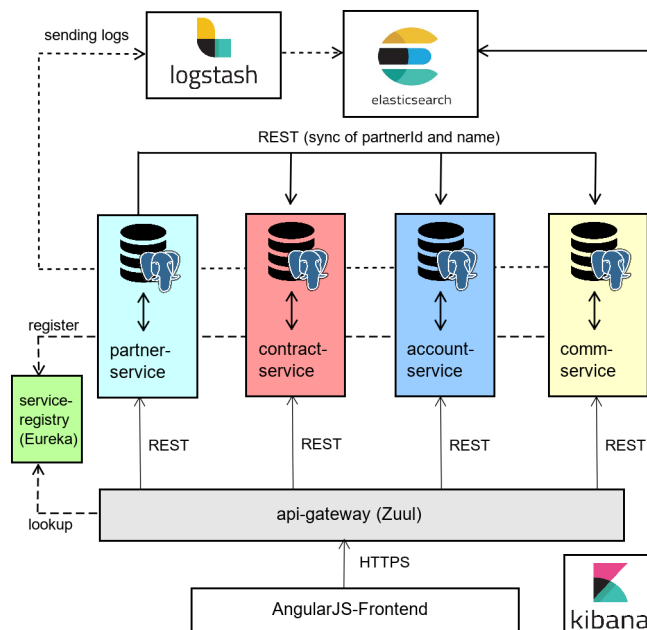 sending logs
logstash
elasticsearch
REST (sync of partnerId and name)
partner-
service
contract-
service
account-
service
comm-
service
register
service-
registry
(Eureka)
REST
REST
REST
REST
lookup
api-gateway (Zuul)
HTTPS
AngularJS-Frontend
kibana